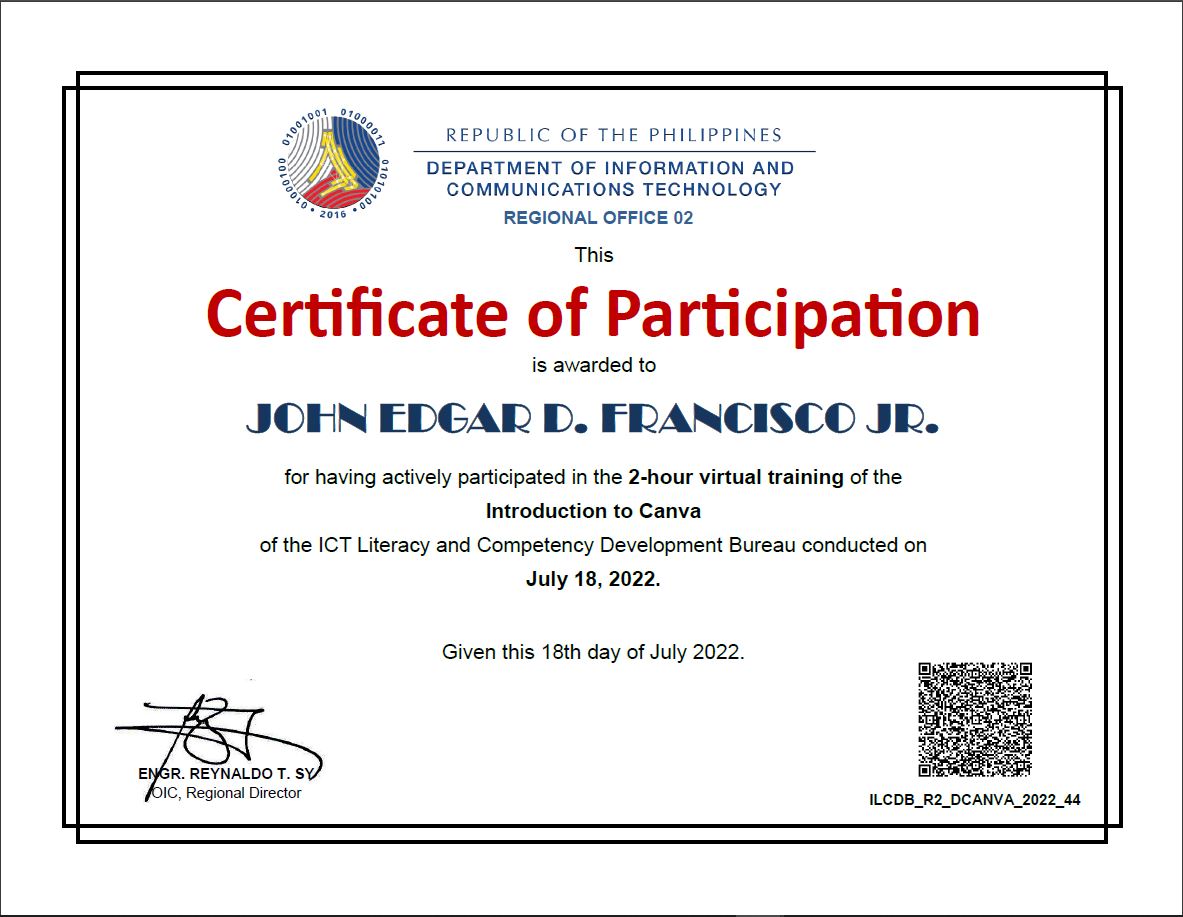 01001001 01000011 01010100 01000010 • 2016 •
REPUBLIC OF THE PHILIPPINES
DEPARTMENT OF INFORMATION AND
COMMUNICATIONS TECHNOLOGY
REGIONAL OFFICE 02
This
Certificate of Participation
is awarded to
JOHN EDGAR D. FRANCISCO JR.
for having actively participated in the 2-hour virtual training of the
Introduction to Canva
of the ICT Literacy and Competency Development Bureau conducted on
July 18, 2022.
Given this 18th day of July 2022.
ENGR. REYNALDO T. SY
OIC, Regional Director
ILCDB_R2_DCANVA_2022_44